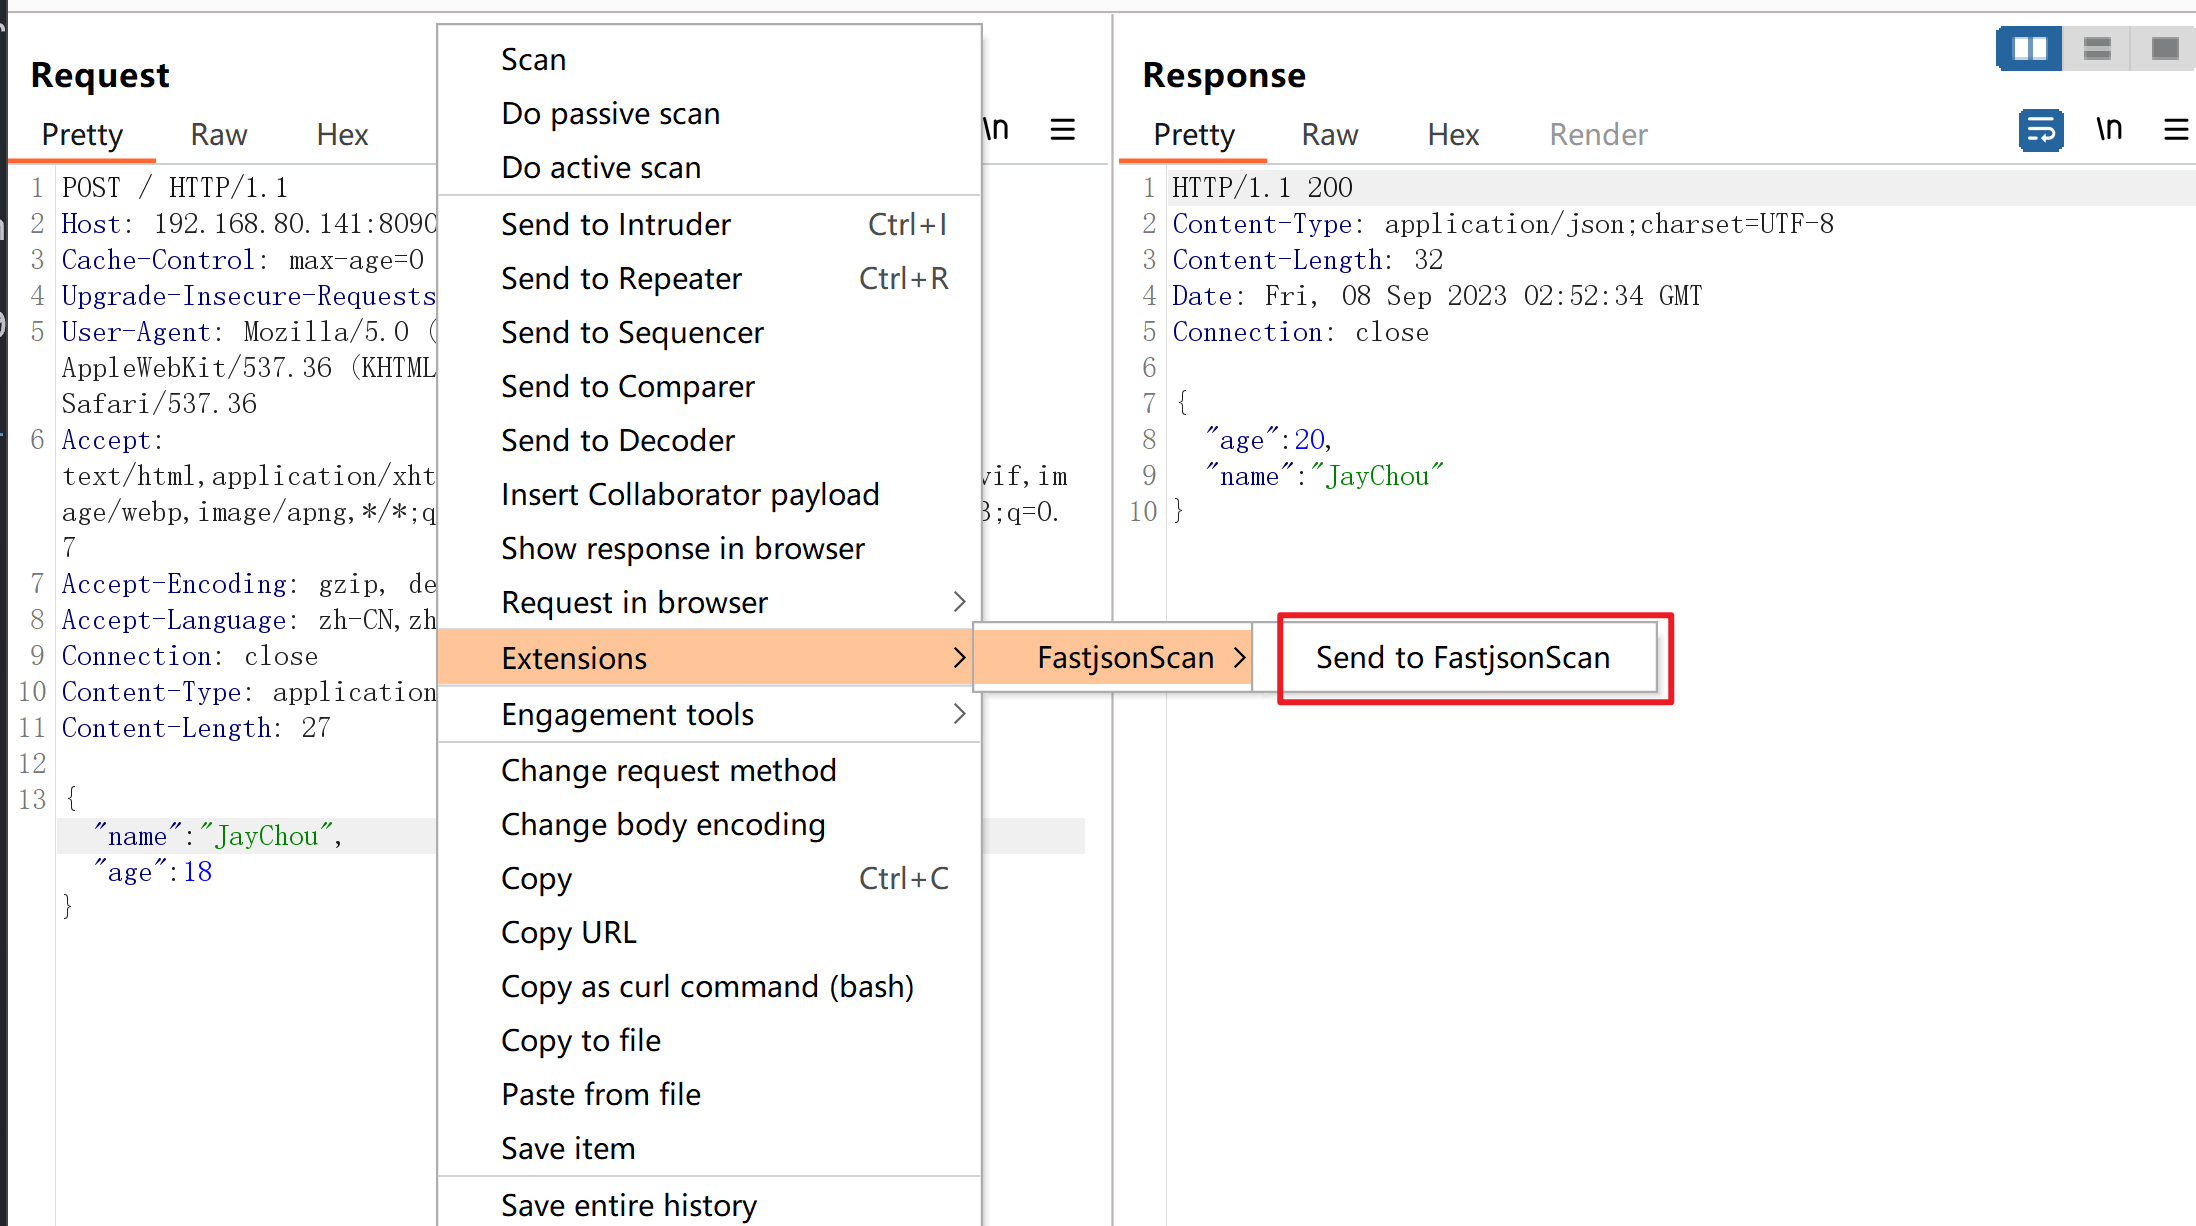 Request
Pretty Raw Hex
\n
1 POST / HTTP/1.1
2 Host: 192.168.80.141:8090
3 Cache-Control: max-age=0
4 Upgrade-Insecure-Requests
5 User-Agent: Mozilla/5.0 (
AppleWebKit/537.36 (KHTML
Safari/537.36
6 Accept:
text/html,application/xht vif,im
age/webp,image/apng,*/*;q 3;q=0.
7
7 Accept-Encoding: gzip, de
8 Accept-Language: zh-CN,zh
9 Connection: close
10 Content-Type: application
11 Content-Length: 27
12
13 {
"name":"JayChou",
"age":18
}
Scan
Do passive scan
Do active scan
Send to Intruder Ctrl+I
Send to Repeater Ctrl+R
Send to Sequencer
Send to Comparer
Send to Decoder
Insert Collaborator payload
Show response in browser
Request in browser
Extensions
Engagement tools
Change request method
Change body encoding
Copy Ctrl+C
Copy URL
Copy as curl command (bash)
Copy to file
Paste from file
Save item
Save entire history
FastjsonScan
Send to FastjsonScan
Response
Pretty Raw Hex Render
\n
1 HTTP/1.1 200
2 Content-Type: application/json;charset=UTF-8
3 Content-Length: 32
4 Date: Fri, 08 Sep 2023 02:52:34 GMT
5 Connection: close
6
7 {
8 "age":20,
9 "name":"JayChou"
10 }